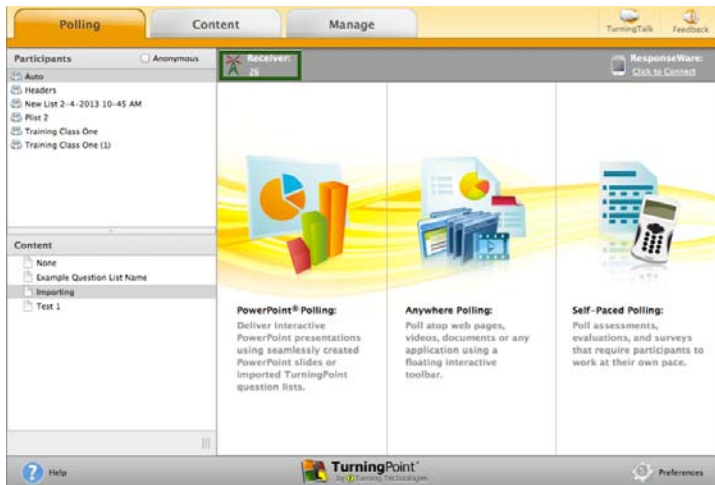 Polling
Content
Manage
TurningTalk
Feedback
Participants
Anonymous
Receiver:
26
ResponseWare:
Click to Connect
Auto
Headers
New List 2-4-2013 10-45 AM
Plist 2
Training Class One
Training Class One (1)
Content
None
Example Question List Name
Importing
Test 1
PowerPoint® Polling:
Deliver interactive
PowerPoint presentations
using seamlessly created
PowerPoint slides or
imported TurningPoint
question lists.
Anywhere Polling:
Poll atop web pages,
videos, documents or any
application using a
floating interactive
toolbar.
Self-Paced Polling:
Poll assessments,
evaluations, and surveys
that require participants to
work at their own pace.
Help
TurningPoint
by Turning Technologies
Preferences